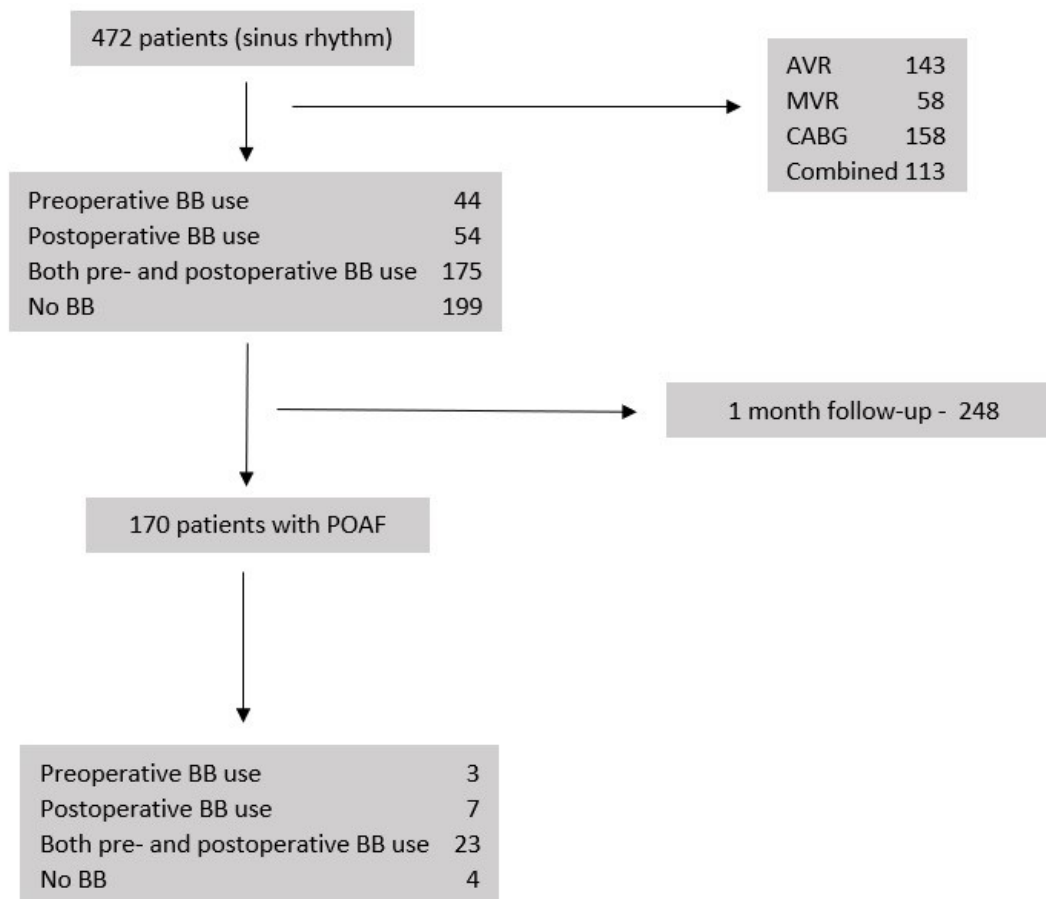 472 patients (sinus rhythm)
AVR 143
MVR 58
CABG 158
Combined 113
Preoperative BB use 44
Postoperative BB use 54
Both pre- and postoperative BB use 175
No BB 199
1 month follow-up - 248
170 patients with POAF
Preoperative BB use 3
Postoperative BB use 7
Both pre- and postoperative BB use 23
No BB 4